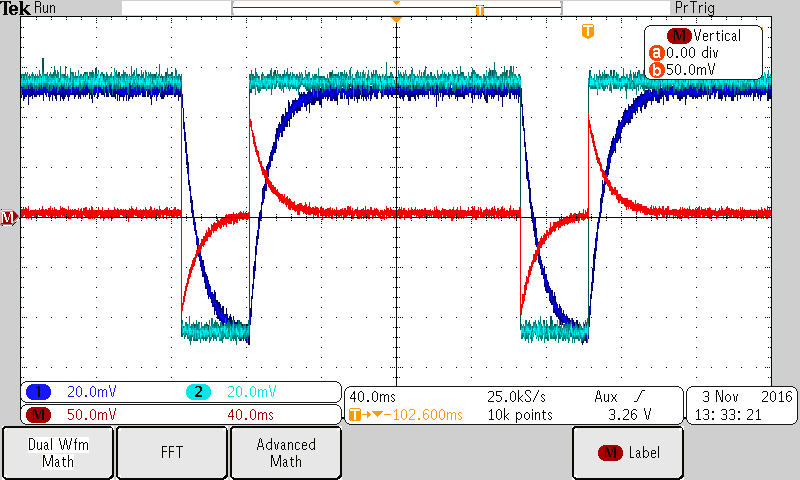 Tek Run PrTrig
T
T
M Vertical
a 0.00 div
b 50.0mV
M
1 20.0mV 2 20.0mV
M 50.0mV 40.0ms
40.0ms 25.0kS/s Aux
T -102.600ms 10k points 3.26 V
3 Nov 2016
13:33:21
Dual Wfm
Math
FFT
Advanced
Math
M Label